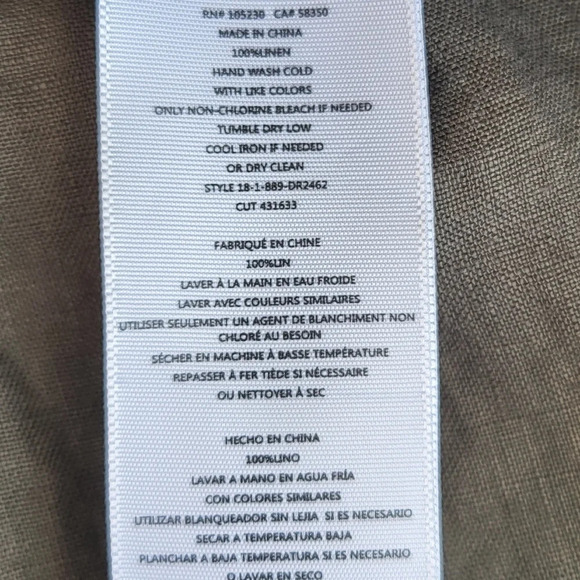 RN# 105230 CA# 58350
MADE IN CHINA
100%LINEN
HAND WASH COLD
WITH LIKE COLORS
ONLY NON-CHLORINE BLEACH IF NEEDED
TUMBLE DRY LOW
COOL IRON IF NEEDED
OR DRY CLEAN
STYLE 18-1-889-DR2462
CUT 431633
FABRIQUÉ EN CHINE
100%LIN
LAVER À LA MAIN EN EAU FROIDE
LAVER AVEC COULEURS SIMILAIRES
UTILISER SEULEMENT UN AGENT DE BLANCHIMENT NON
CHLORÉ AU BESOIN
SÉCHER EN MACHINE À BASSE TEMPÉRATURE
REPASSER À FER TIÈDE SI NÉCESSAIRE
OU NETTOYER À SEC
HECHO EN CHINA
100%LINO
LAVAR A MANO EN AGUA FRÍA
CON COLORES SIMILARES
UTILIZAR BLANQUEADOR SIN LEJIA SI ES NECESARIO
SECAR A TEMPERATURA BAJA
PLANCHAR A BAJA TEMPERATURA SI ES NECESARIO
O LAVAR EN SECO